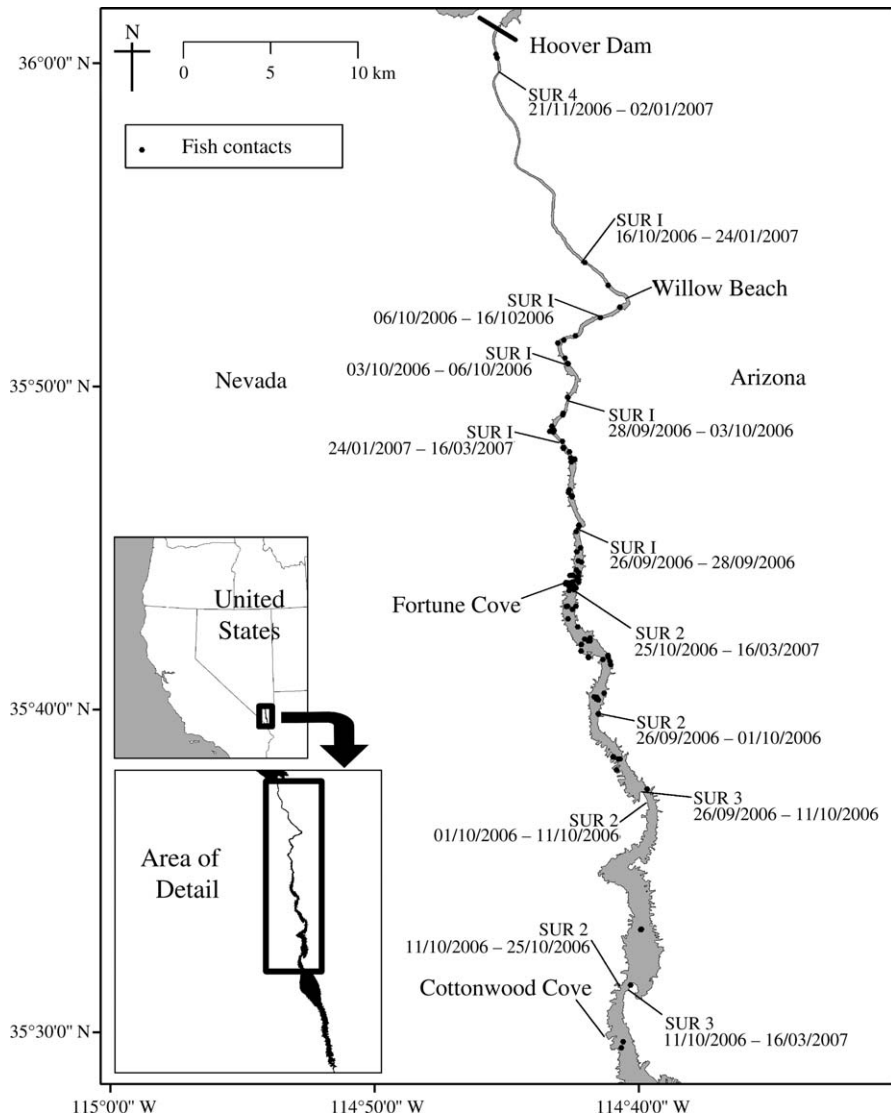 Hoover Dam
N
0
5
10 km
36°0'0" N
SUR 4
21/11/2006 – 02/01/2007
Fish contacts
SUR I
16/10/2006 – 24/01/2007
Willow Beach
SUR I
06/10/2006 – 16/102006
SUR I
03/10/2006 – 06/10/2006
Nevada
Arizona
35°50'0" N
SUR I
28/09/2006 – 03/10/2006
SUR I
24/01/2007 – 16/03/2007
SUR I
26/09/2006 – 28/09/2006
Fortune Cove
United
States
SUR 2
25/10/2006 – 16/03/2007
35°40'0" N
SUR 2
26/09/2006 – 01/10/2006
SUR 3
26/09/2006 – 11/10/2006
SUR 2
01/10/2006 – 11/10/2006
Area of
Detail
SUR 2
11/10/2006 – 25/10/2006
Cottonwood Cove
SUR 3
11/10/2006 – 16/03/2007
35°30'0" N
115°0'0" W
114°50'0" W
114°40'0" W